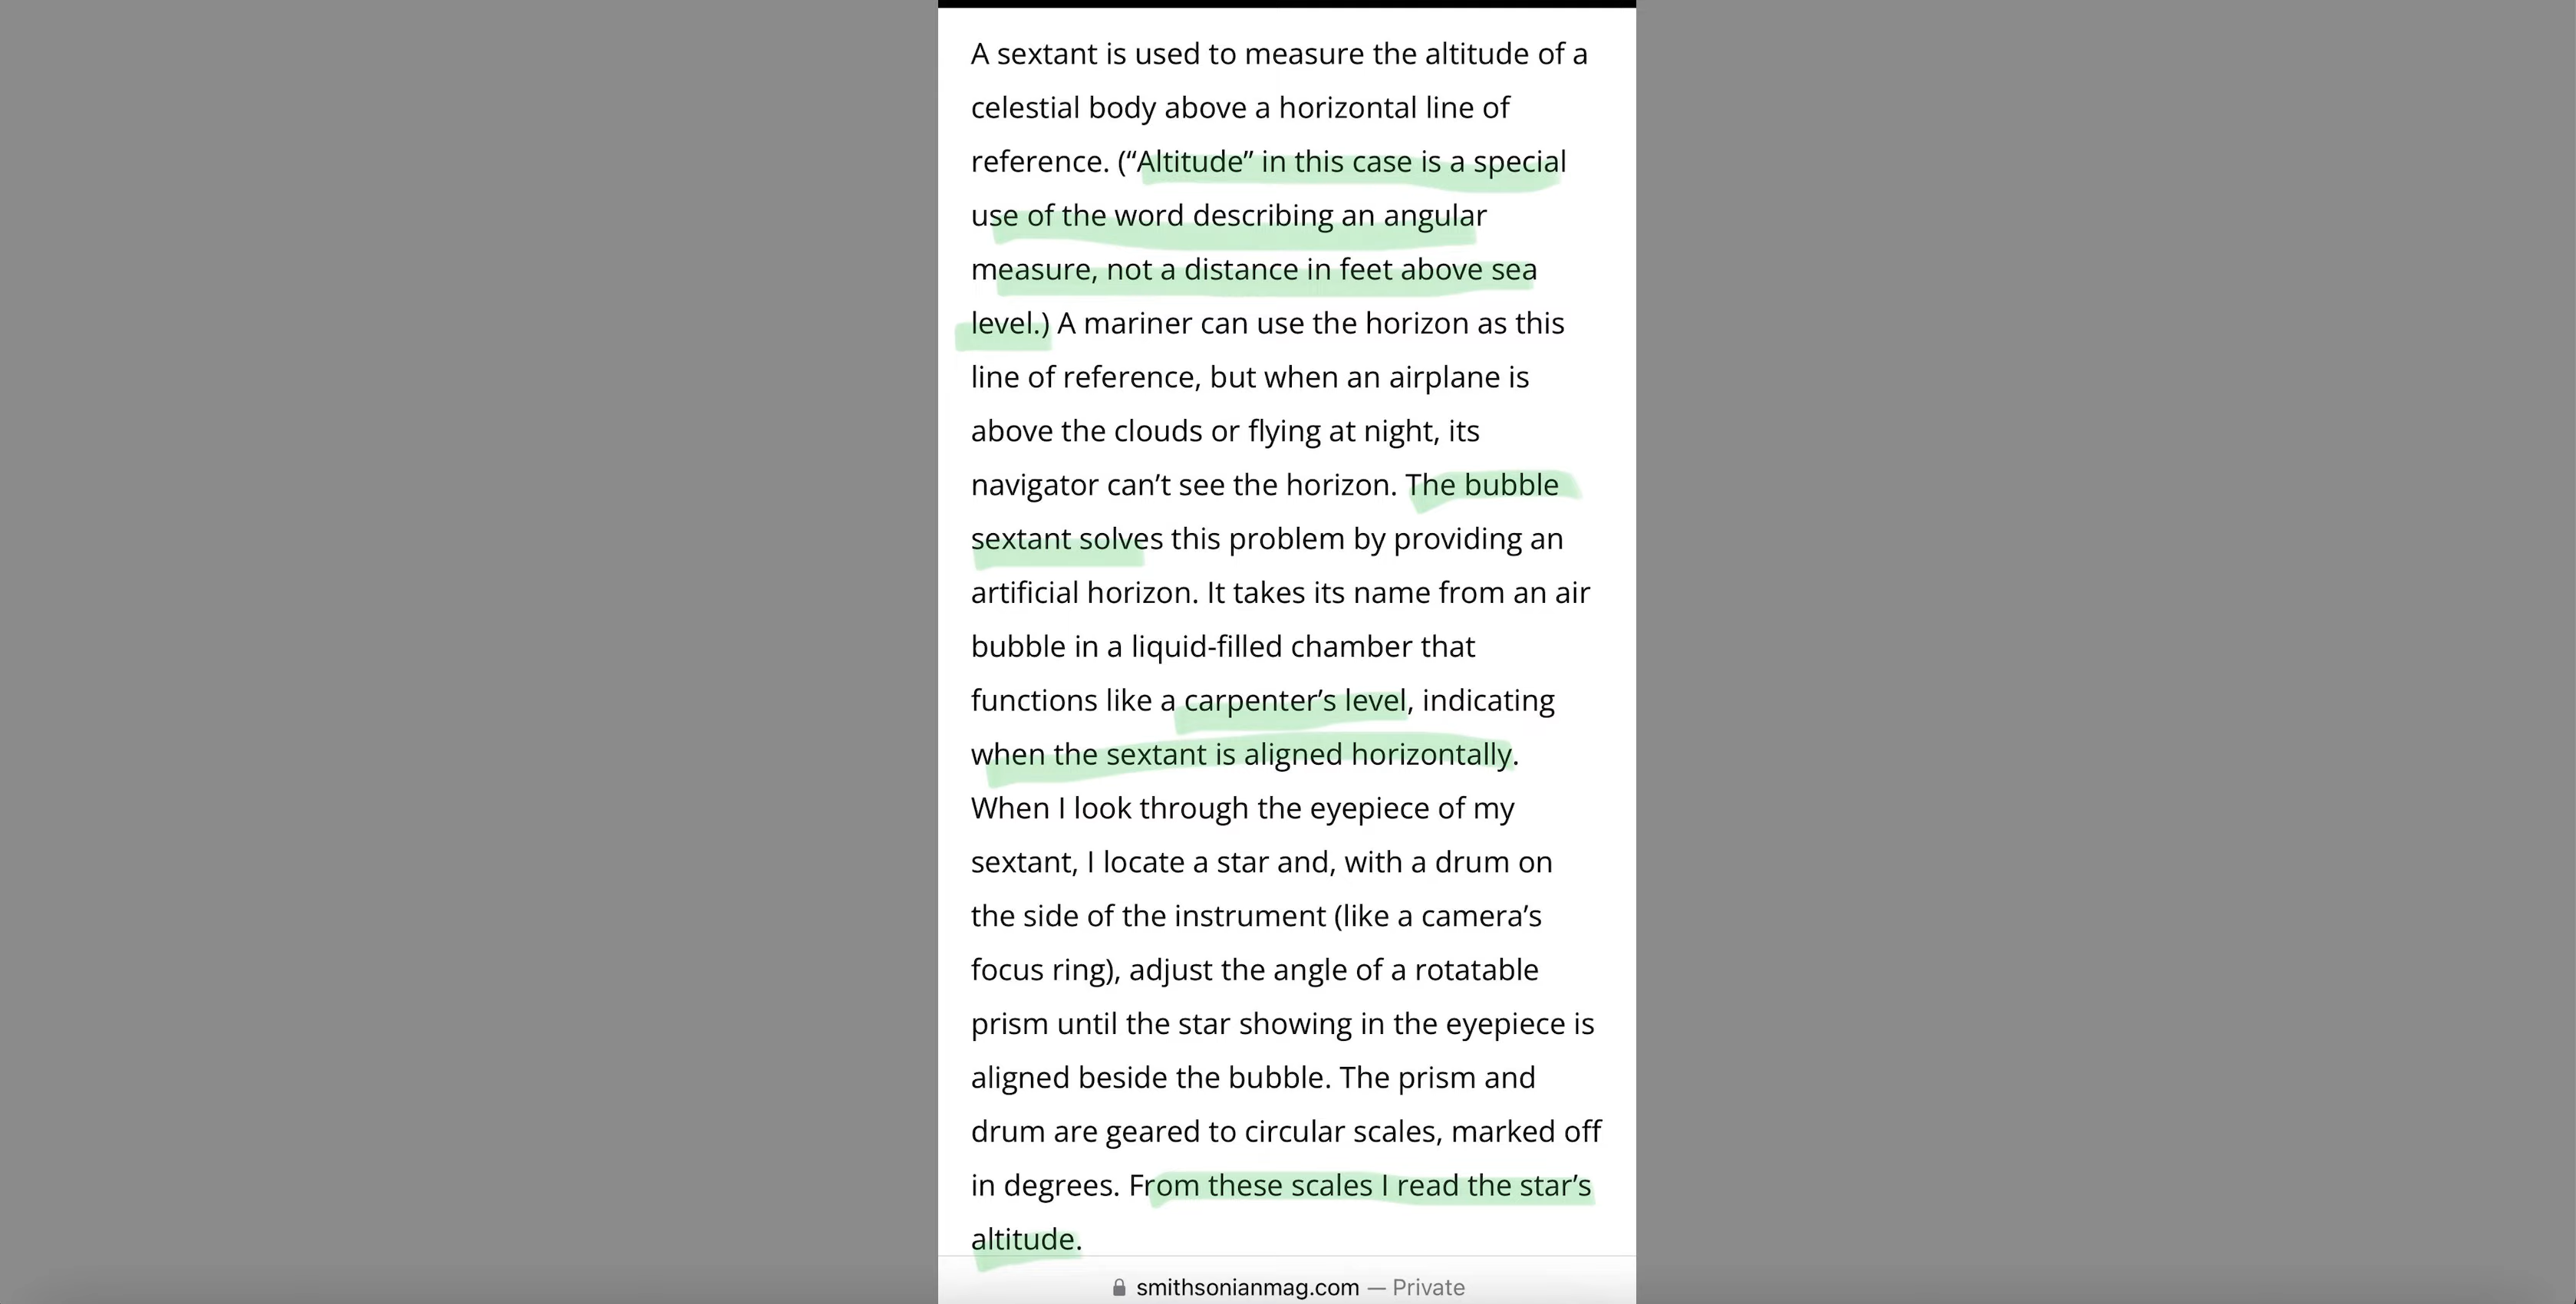 A sextant is used to measure the altitude of a
celestial body above a horizontal line of
reference. (“Altitude” in this case is a special
use of the word describing an angular
measure, not a distance in feet above sea
level.) A mariner can use the horizon as this
line of reference, but when an airplane is
above the clouds or flying at night, its
navigator can’t see the horizon. The bubble
sextant solves this problem by providing an
artificial horizon. It takes its name from an air
bubble in a liquid-filled chamber that
functions like a carpenter’s level, indicating
when the sextant is aligned horizontally.
When I look through the eyepiece of my
sextant, I locate a star and, with a drum on
the side of the instrument (like a camera’s
focus ring), adjust the angle of a rotatable
prism until the star showing in the eyepiece is
aligned beside the bubble. The prism and
drum are geared to circular scales, marked off
in degrees. From these scales I read the star’s
altitude.
smithsonianmag.com — Private